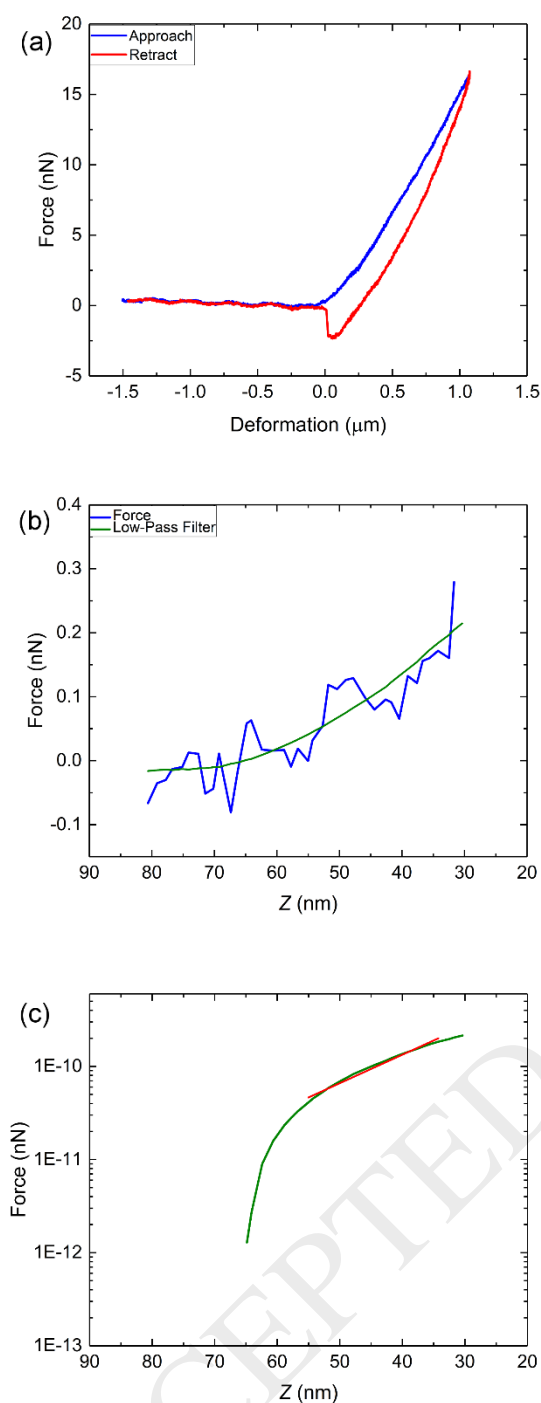 (a)
Approach
Retract
20
15
10
5
0
-5
Force (nN)
-1.5 -1.0 -0.5 0.0 0.5 1.0 1.5
Deformation (μm)
(b)
Force
Low-Pass Filter
0.4
0.3
0.2
0.1
0.0
-0.1
Force (nN)
90 80 70 60 50 40 30 20
Z (nm)
(c)
1E-10
1E-11
1E-12
1E-13
Force (nN)
90 80 70 60 50 40 30 20
Z (nm)
CEPTED